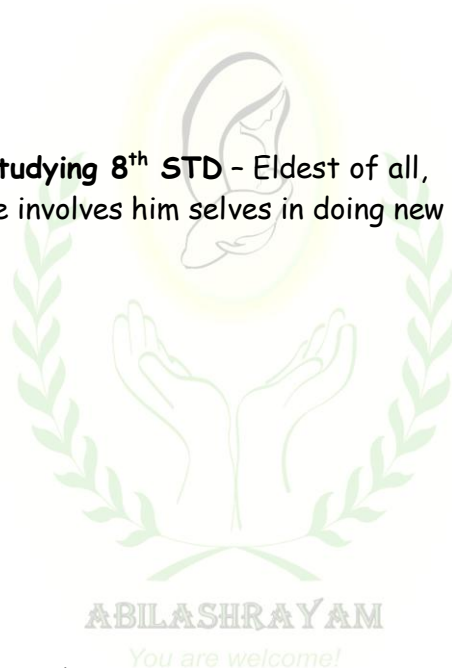 tudying 8th STD – Eldest of all,
e involves him selves in doing new
ABILASHRAYAM
You are welcome!